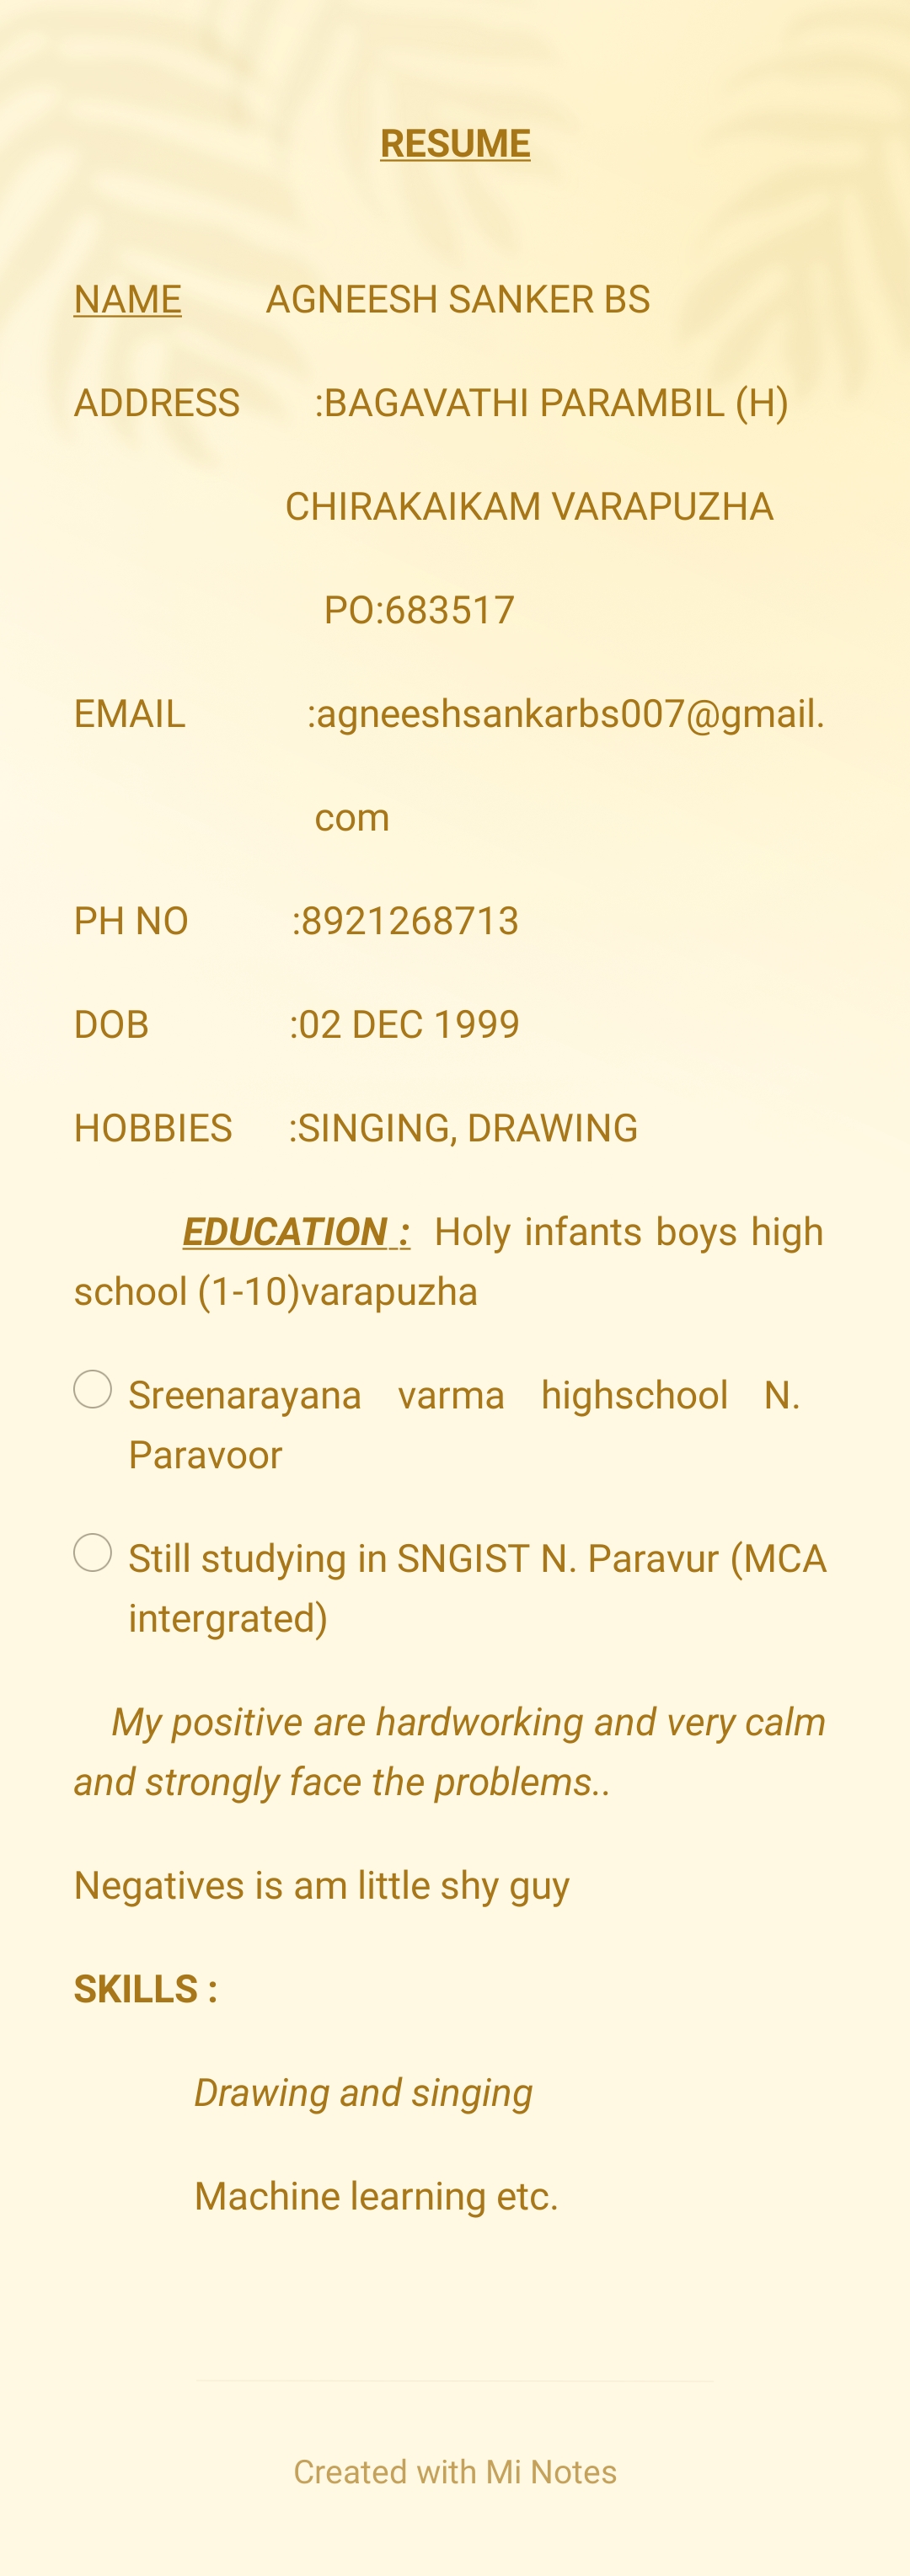 RESUME
NAME AGNEESH SANKER BS
ADDRESS :BAGAVATHI PARAMBIL (H)
CHIRAKAIKAM VARAPUZHA
PO:683517
EMAIL :agneeshsankarbs007@gmail.
com
PH NO :8921268713
DOB :02 DEC 1999
HOBBIES :SINGING, DRAWING
EDUCATION : Holy infants boys high
school (1-10)varapuzha
Sreenarayana varma highschool N.
Paravoor
Still studying in SNGIST N. Paravur (MCA
intergrated)
My positive are hardworking and very calm
and strongly face the problems..
Negatives is am little shy guy
SKILLS :
Drawing and singing
Machine learning etc.
Created with Mi Notes